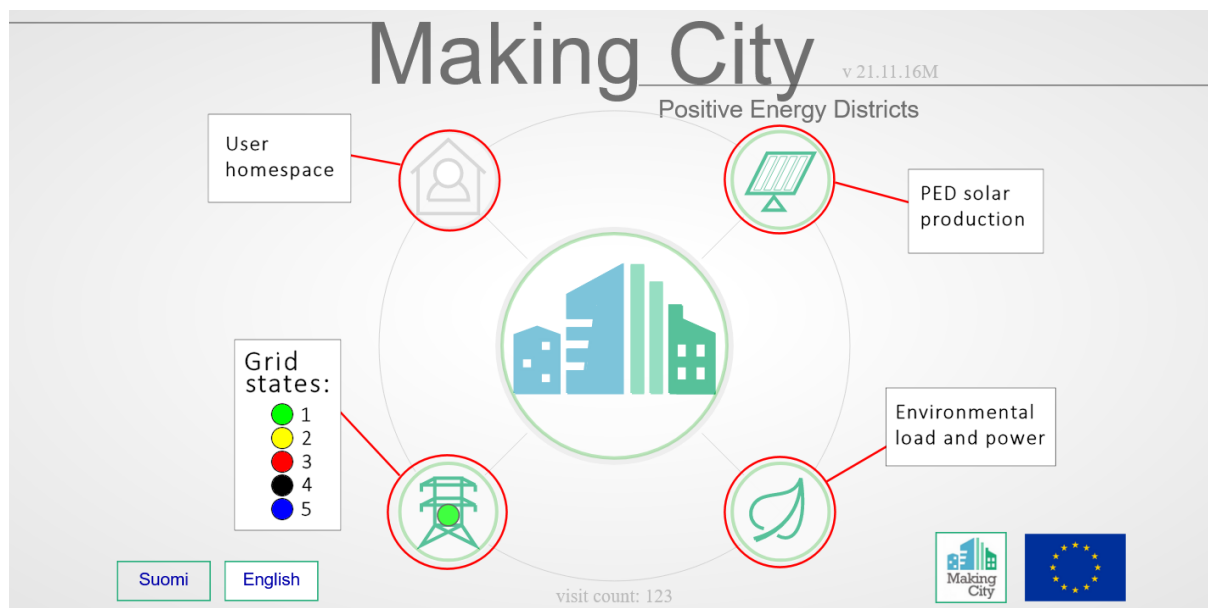 Making City
v 21.11.16M
Positive Energy Districts
User
homespace
PED solar
production
Grid
states:
1
2
3
4
5
Environmental
load and power
Suomi
English
visit count: 123
Making
City